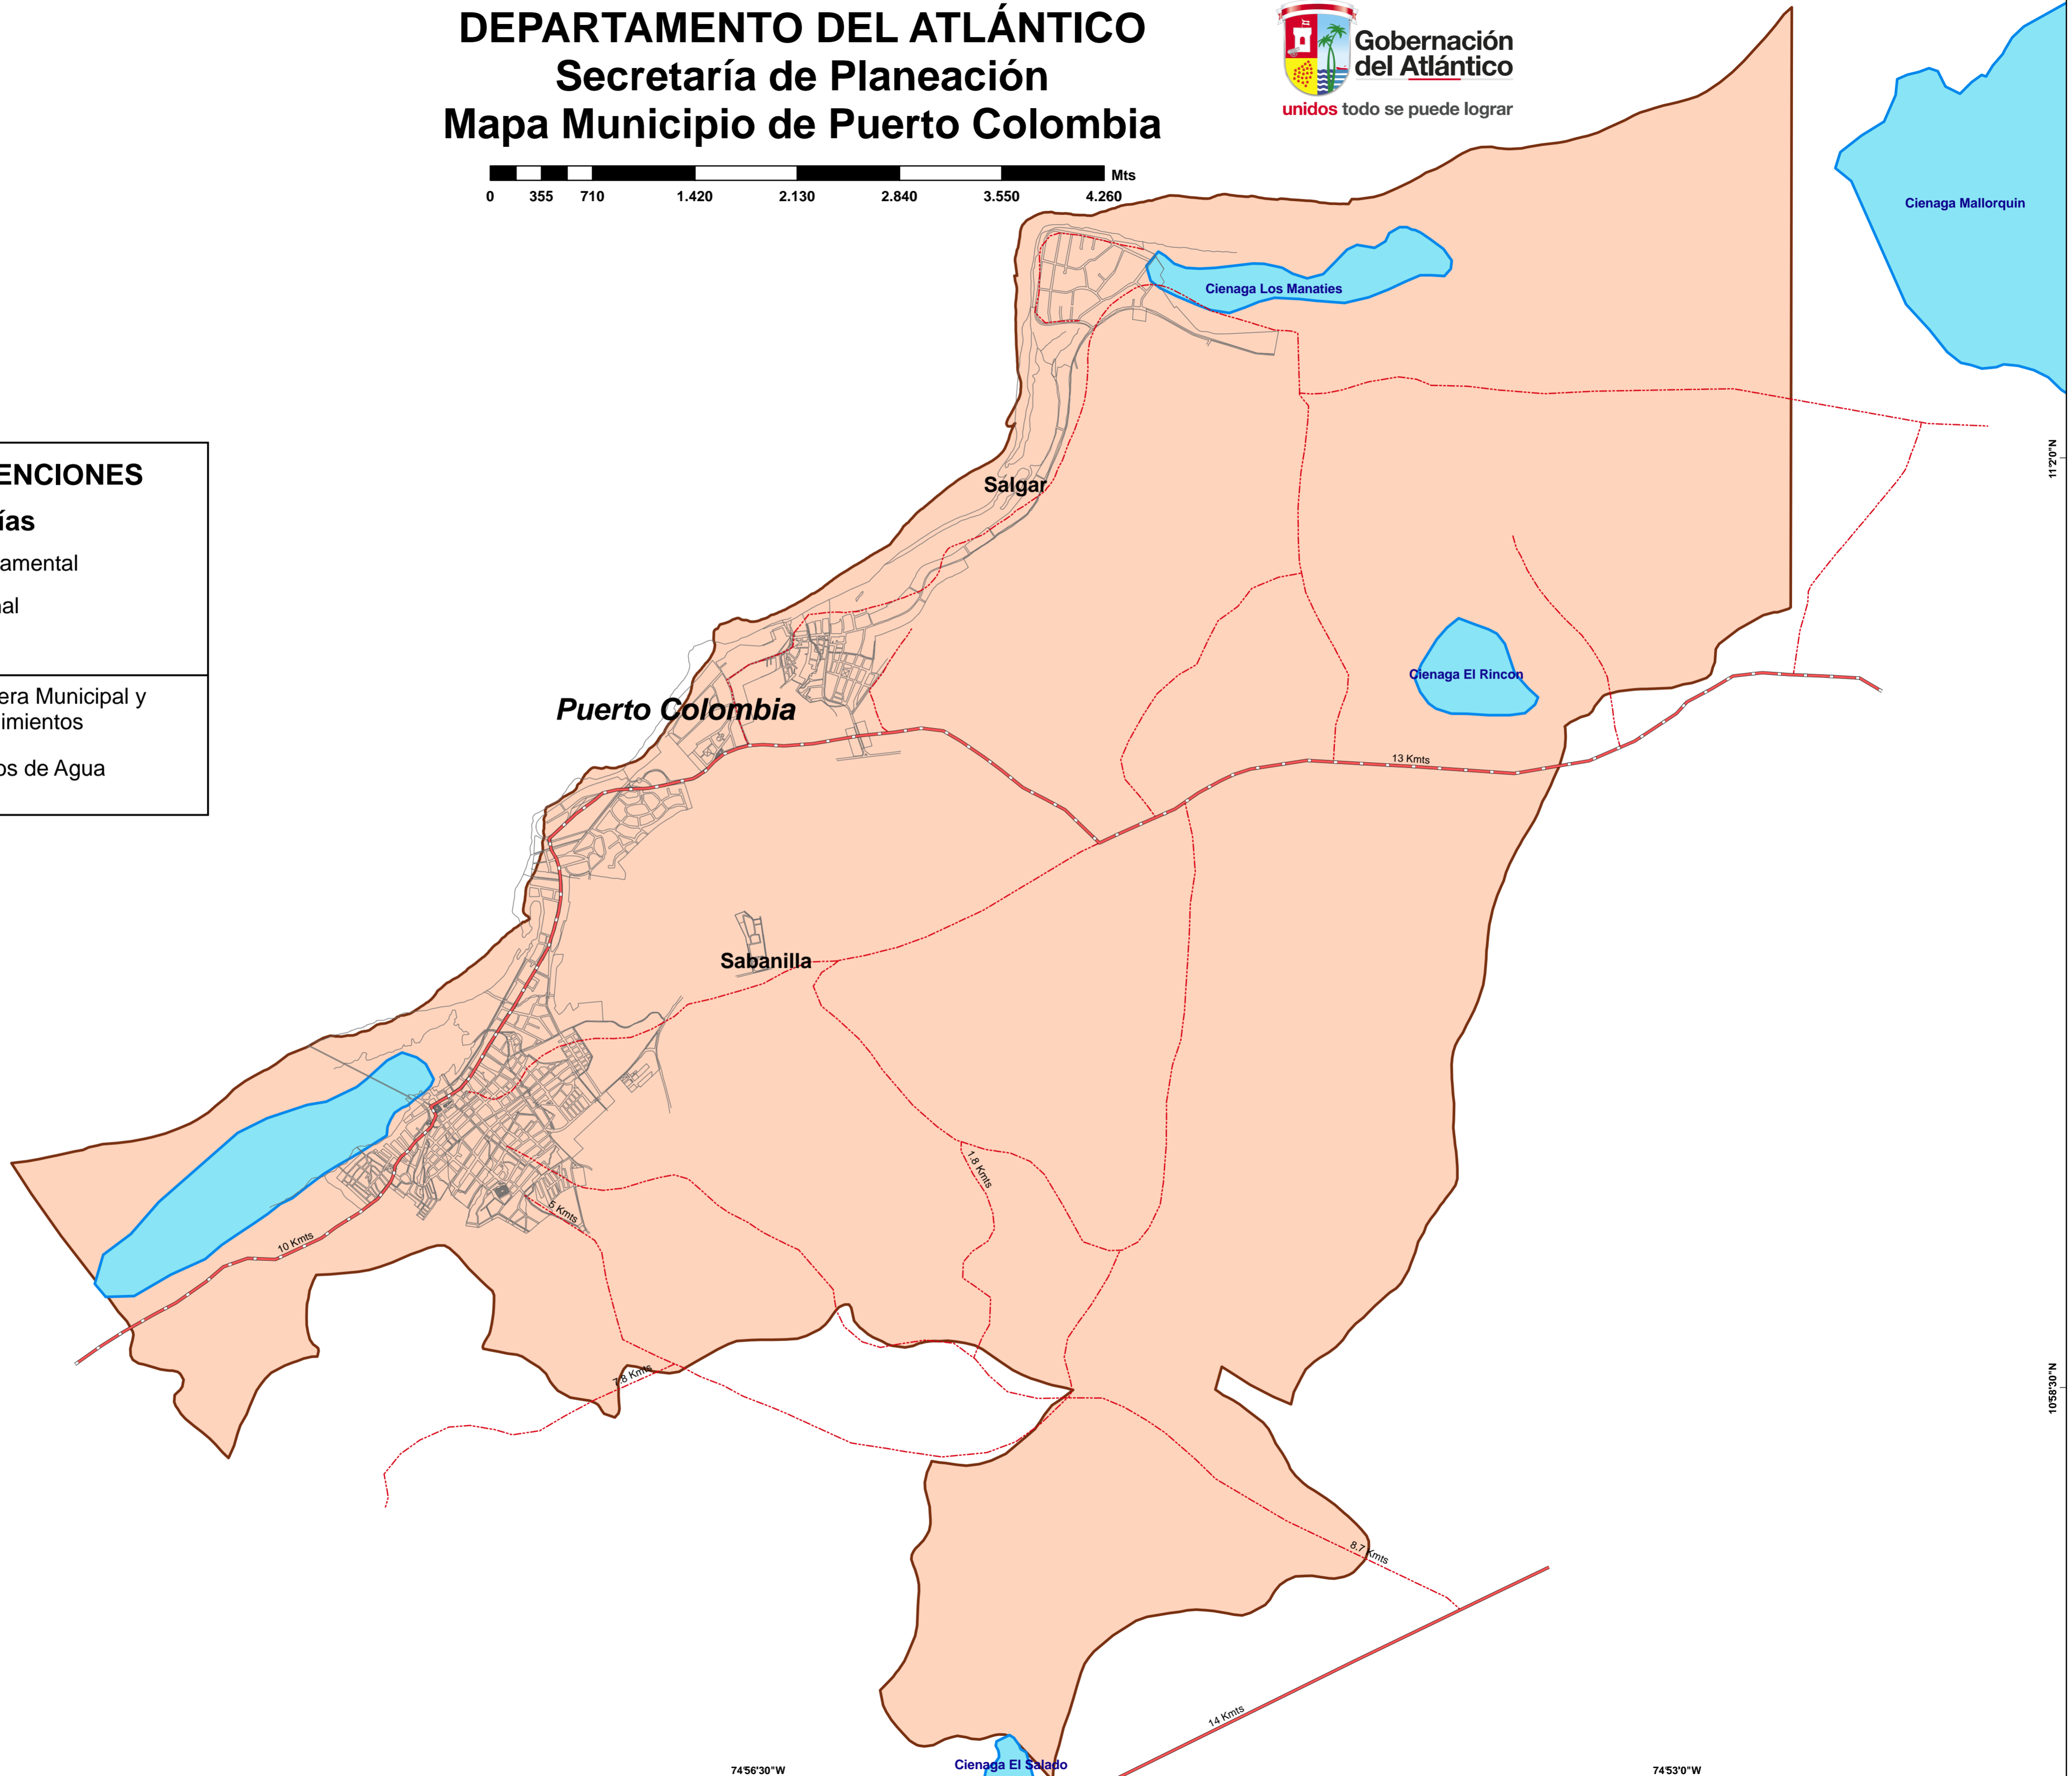 DEPARTAMENTO DEL ATLÁNTICO
Secretaría de Planeación
Mapa Municipio de Puerto Colombia
Gobernación
del Atlántico
unidos todo se puede lograr
Mts
0 355 710 1.420 2.130 2.840 3.550 4.260
Cienaga Mallorquin
Cienaga Los Manaties
11°2'0"N
ENCIONES
ías
amental
al
era Municipal y
imientos
os de Agua
Salgar
Cienaga El Rincon
Puerto Colombia
13 Kmts
Sabanilla
1.8 Kmts
5 Kmts
10 Kmts
7.8 Kmts
10°58'30"N
8.7 Kmts
14 Kmts
Cienaga El Salado
74°56'30"W
74°53'0"W